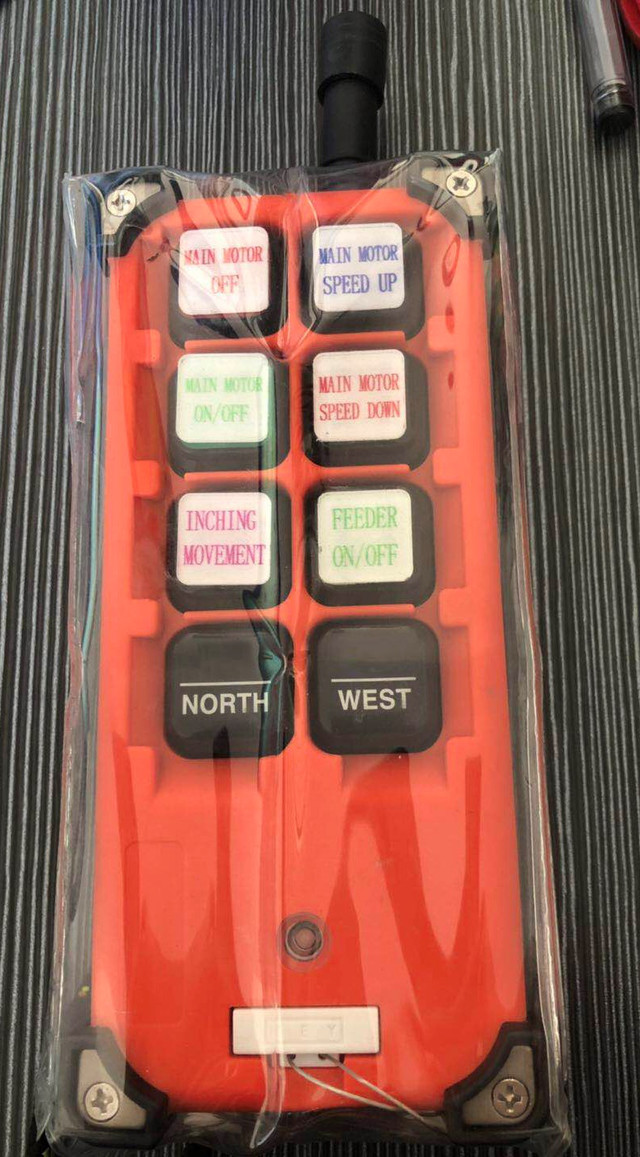 MAIN MOTOR
OFF
MAIN MOTOR
SPEED UP
MAIN MOTOR
ON/OFF
MAIN MOTOR
SPEED DOWN
INCHING
MOVEMENT
FEEDER
ON/OFF
NORTH
WEST